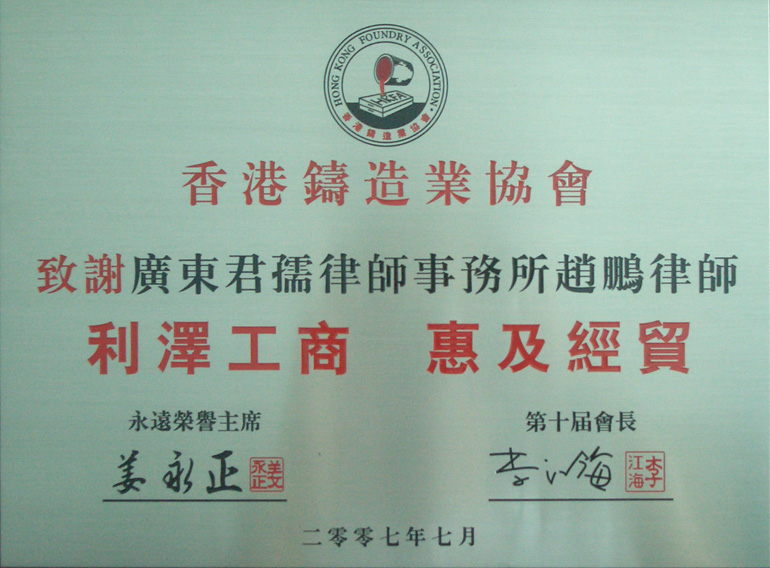 HONG KONG FOUNDRY ASSOCIATION
HKFA
香港鑄造業協會
香港鑄造業協會
致謝廣東君孺律師事務所趙鵬律師
利澤工商 惠及經貿
永遠榮譽主席 第十届會長
姜永正 姜永正 李江海 李江海
二零零七年七月